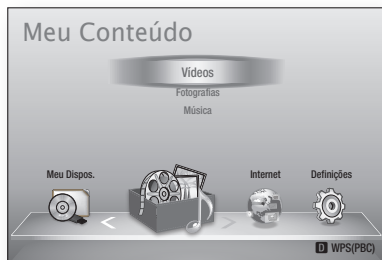 Meu Conteúdo
Vídeos
Fotografias
Música
Meu Dispos.
Internet
Definições
D WPS(PBC)